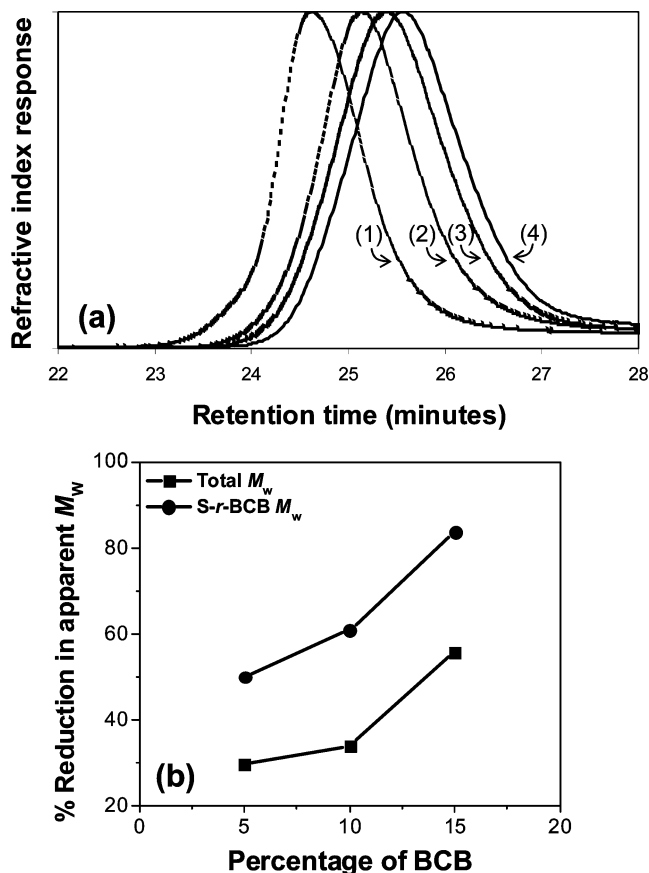 Refractive index response
(1)
(2)
(3)
(4)
(a)
22 23 24 25 26 27 28
Retention time (minutes)
% Reduction in apparent Mw
100
80
60
40
20
Total Mw
S-r-BCB Mw
(b)
0 5 10 15 20
Percentage of BCB